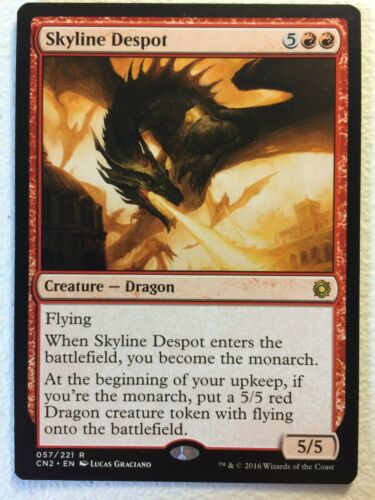 Skyline Despot 5
Creature — Dragon
Flying
When Skyline Despot enters the
battlefield, you become the monarch.
At the beginning of your upkeep, if
you're the monarch, put a 5/5 red
Dragon creature token with flying
onto the battlefield.
057/221 R
CN2 • EN Lucas Graciano
5/5
™ & © 2016 Wizards of the Coast